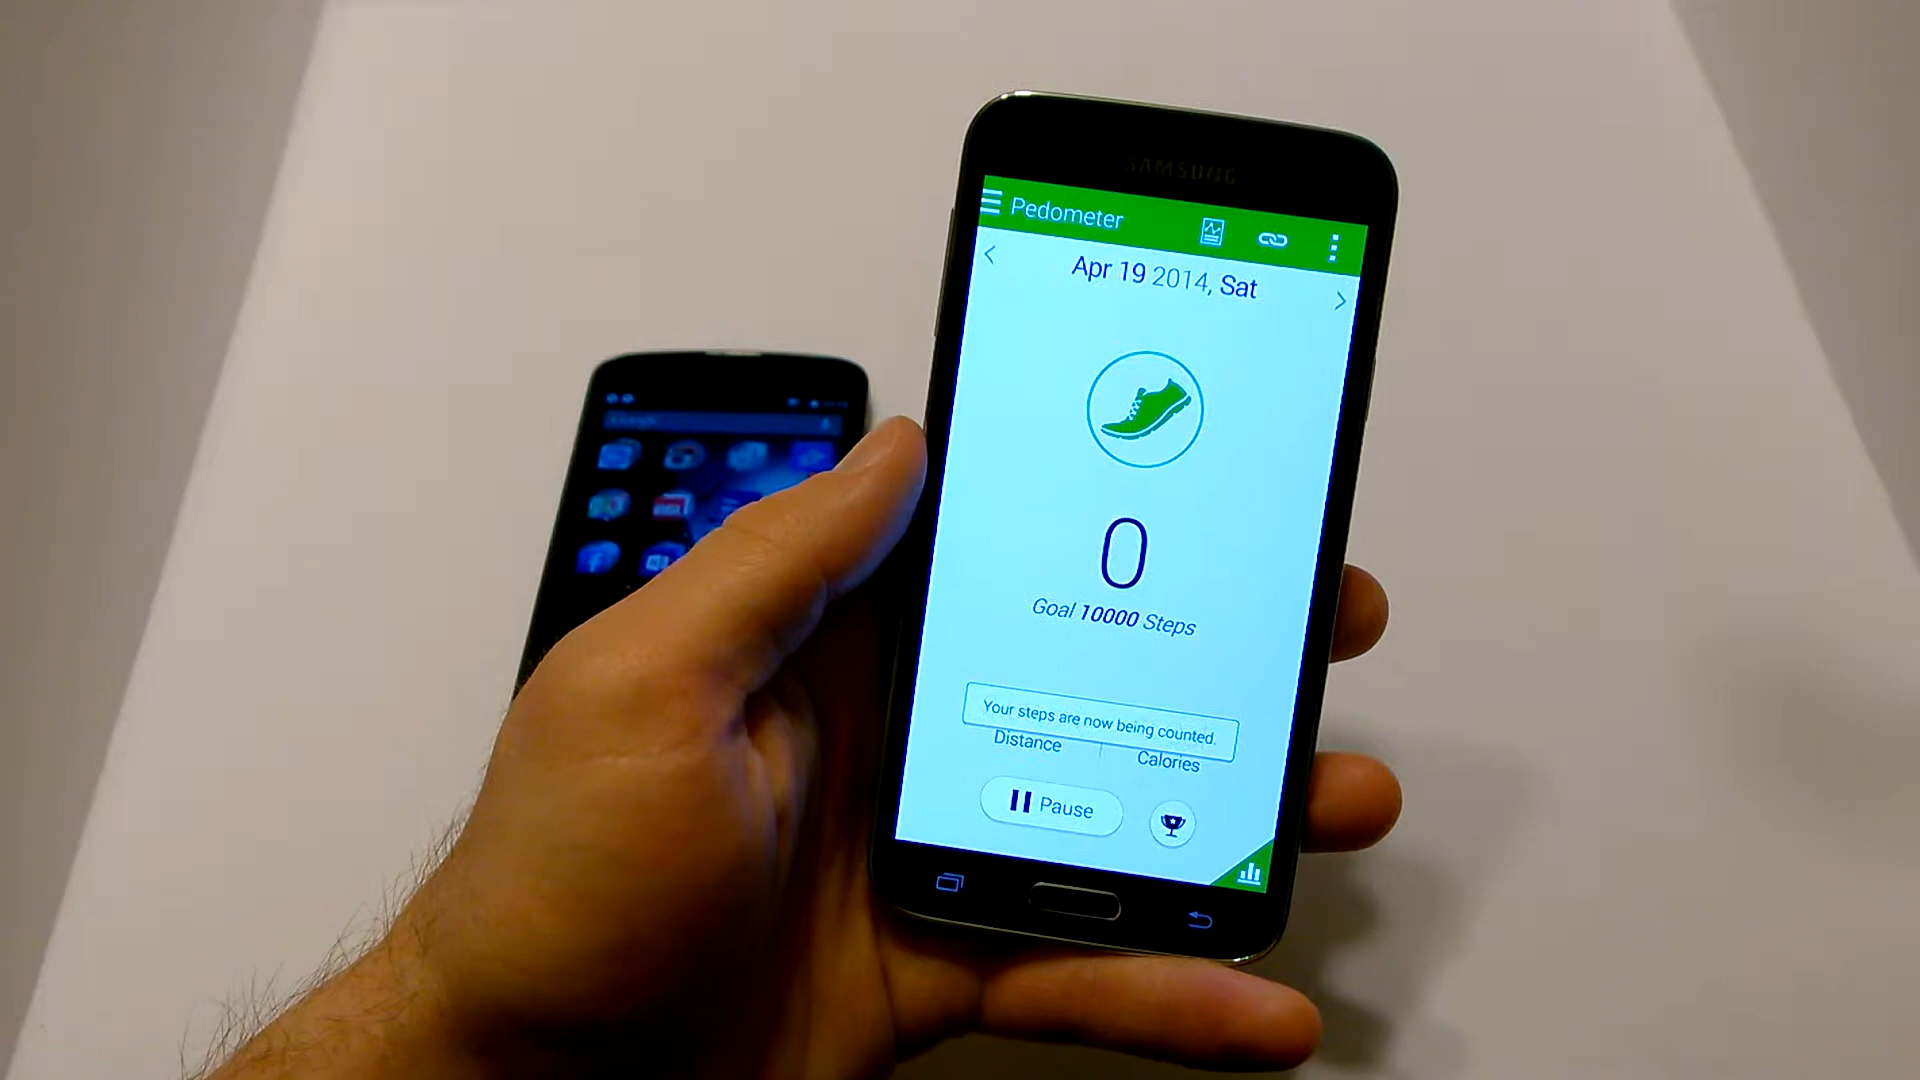 SAMSUNG
Pedometer
Apr 19 2014, Sat
0
Goal 10000 Steps
Your steps are now being counted.
Distance
Calories
Pause